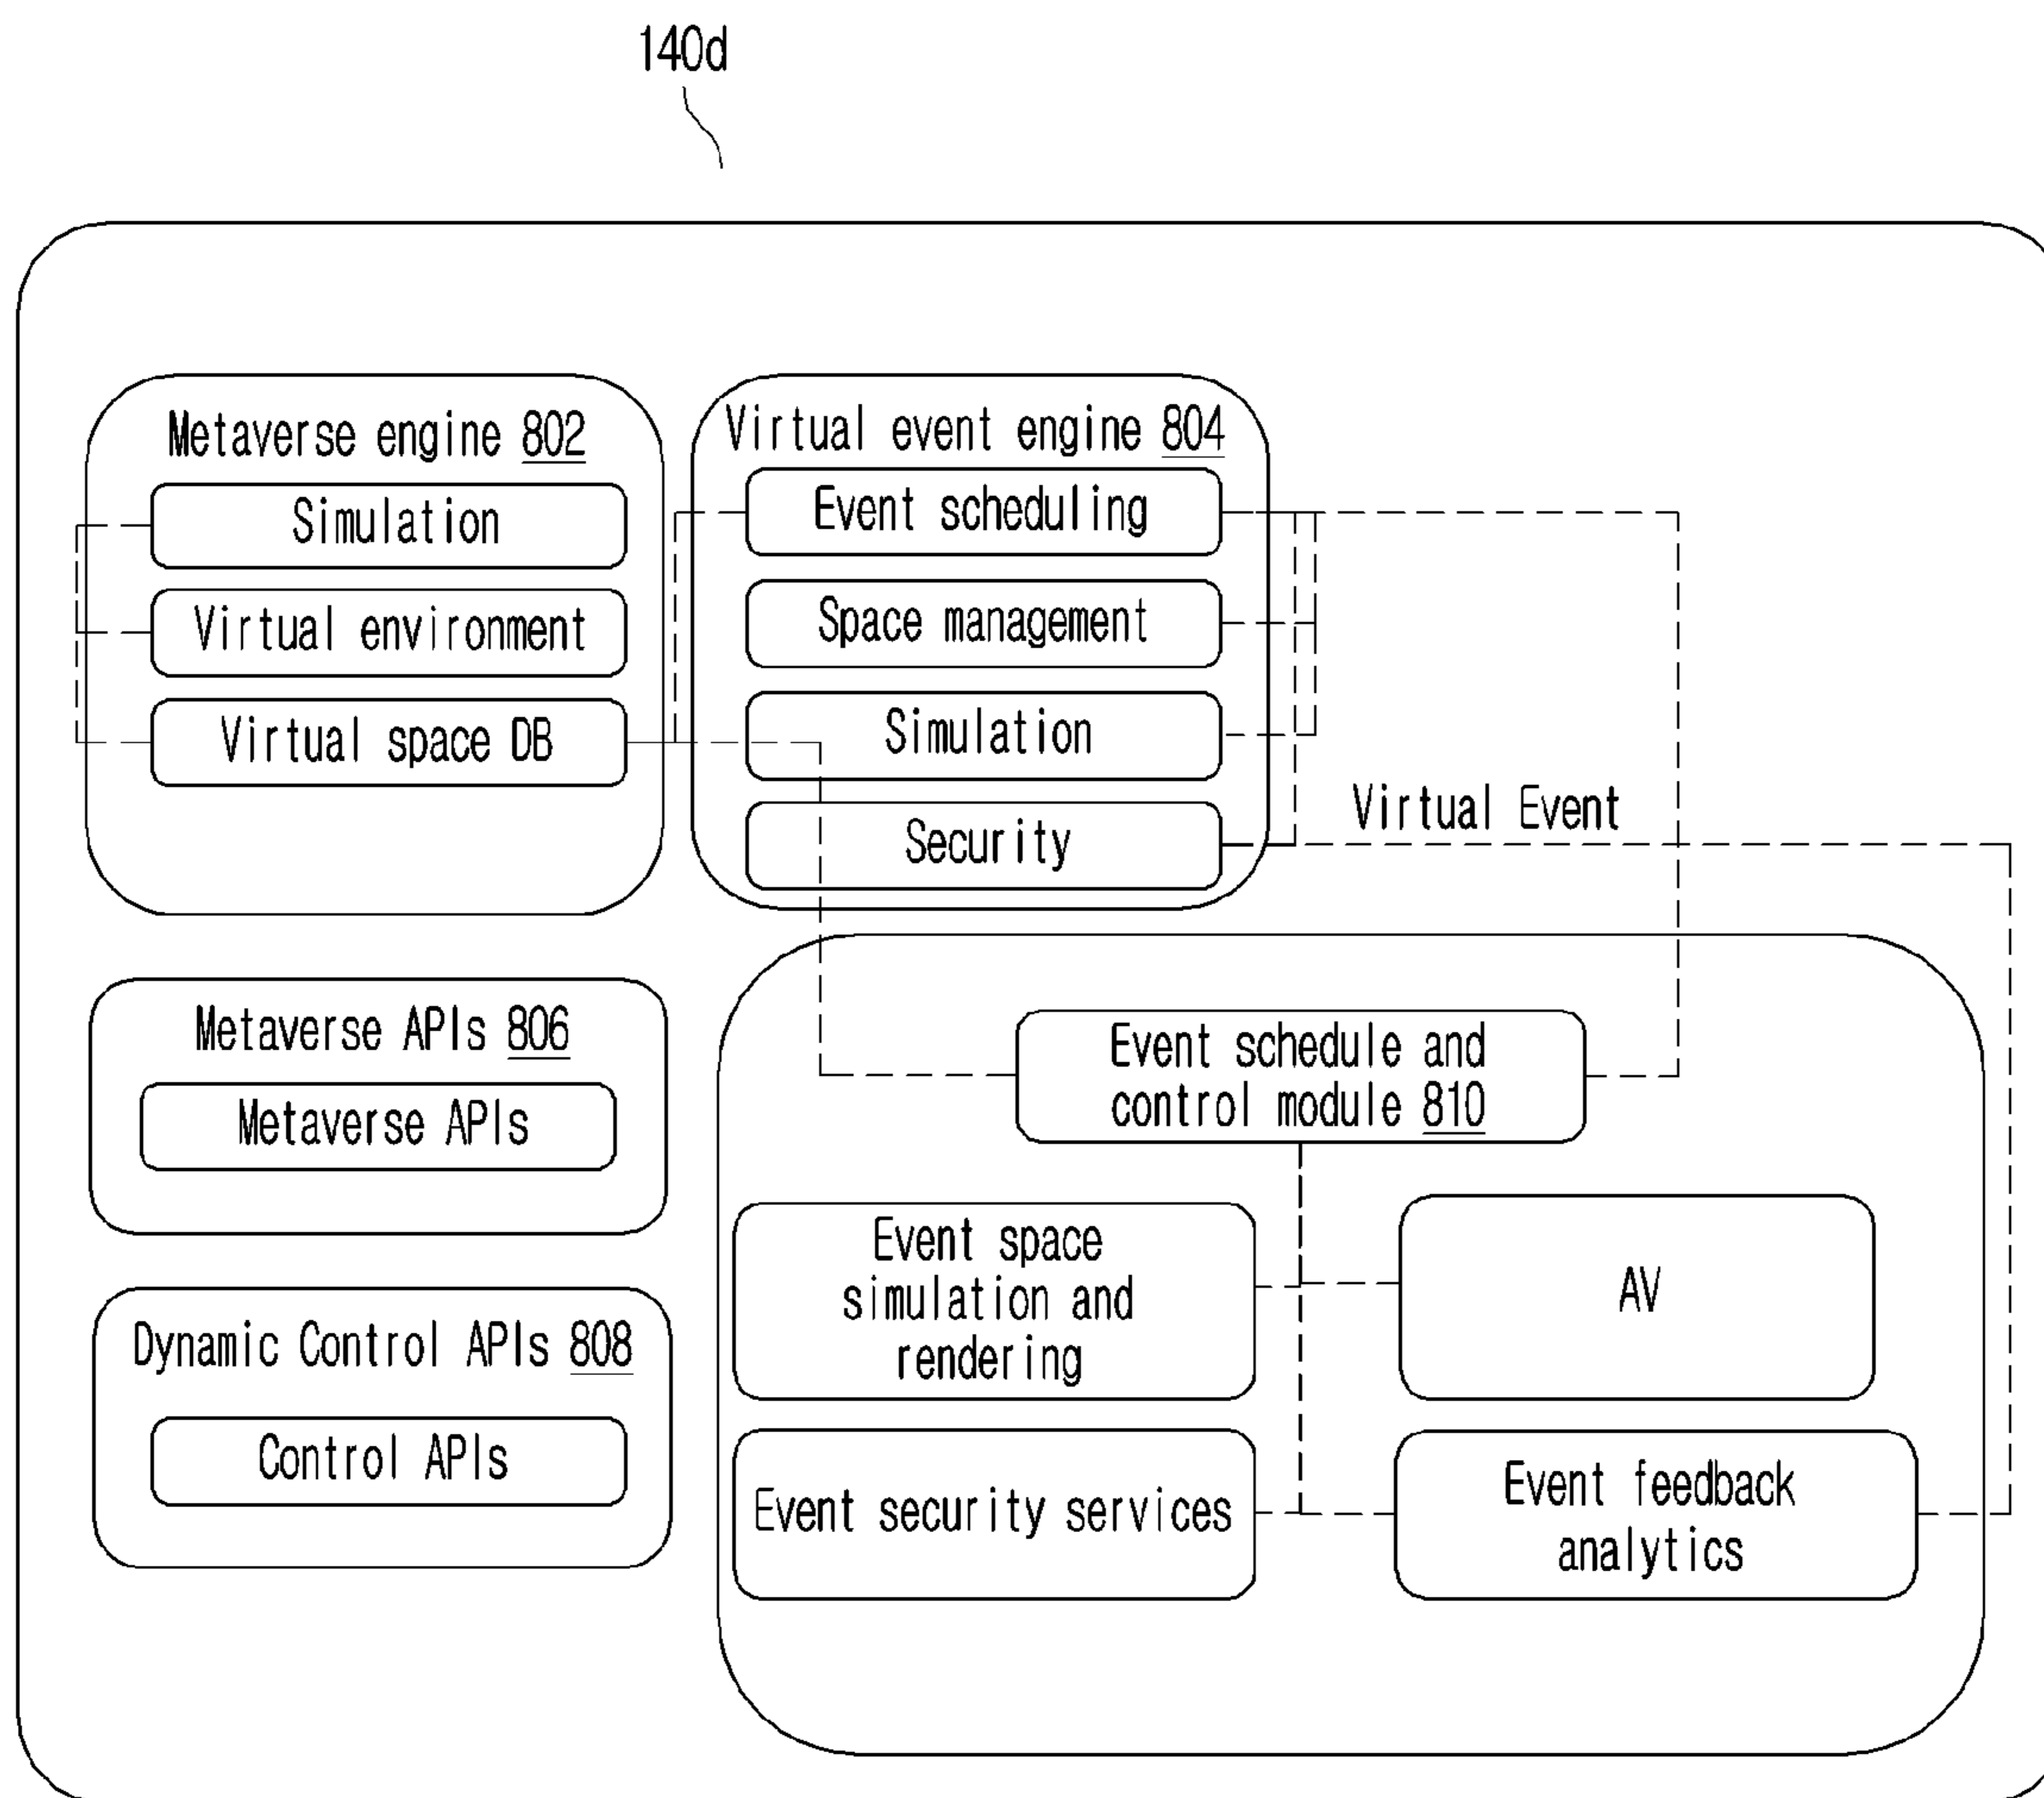 140d
Metaverse engine 802
Simulation
Virtual environment
Virtual space DB
Virtual event engine 804
Event scheduling
Space management
Simulation
Security
Virtual Event
Metaverse APIs 806
Metaverse APIs
Dynamic Control APIs 808
Control APIs
Event schedule and
control module 810
Event space
simulation and
rendering
AV
Event security services
Event feedback
analytics